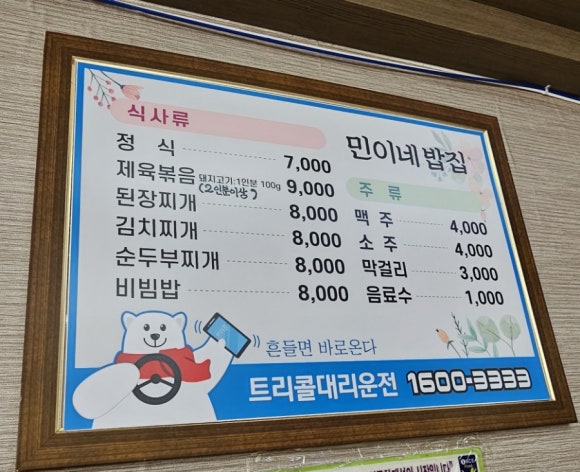 민이네밥집
식사류
정 식 7,000
제육볶음 돼지고기:1인분 100g 9,000
(2인분이상)
된장찌개 8,000
김치찌개 8,000
순두부찌개 8,000
비빔밥 8,000
주 류
맥 주 4,000
소 주 4,000
막걸리 3,000
음료수 1,000
흔들면 바로온다
트리콜대리운전 1600-3333